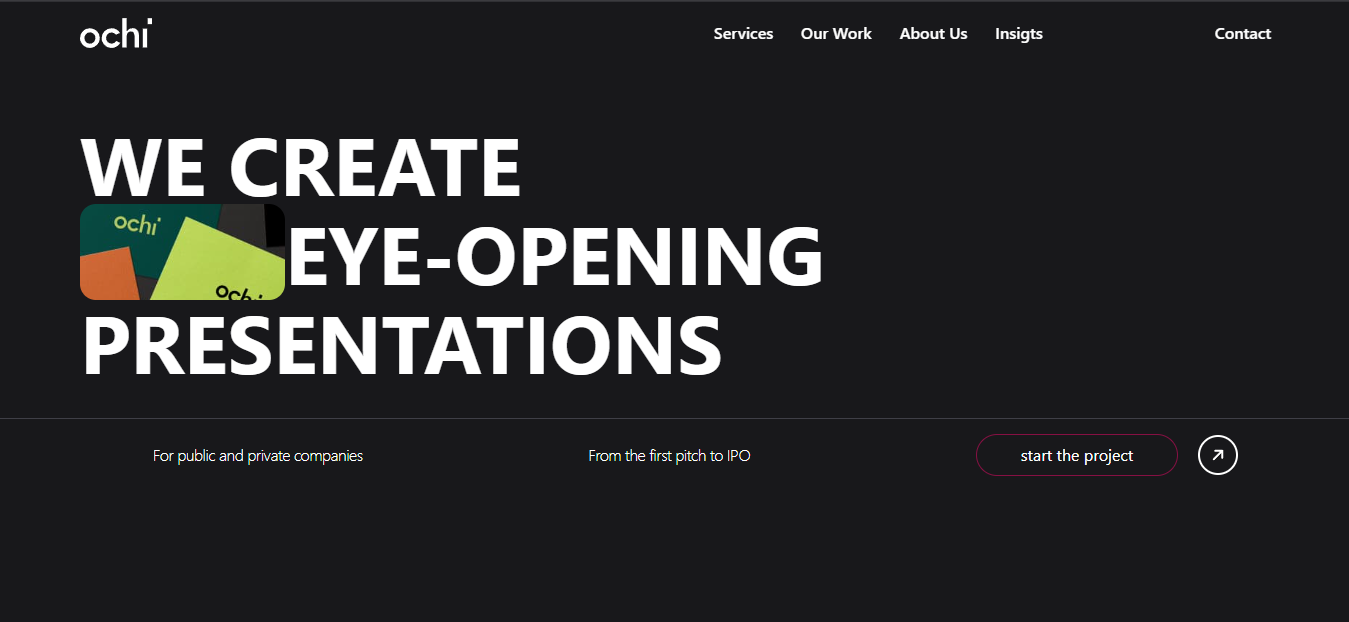 ochi
Services Our Work About Us Insigts Contact
WE CREATE
ochi
EYE-OPENING
ochi
PRESENTATIONS
For public and private companies From the first pitch to IPO start the project